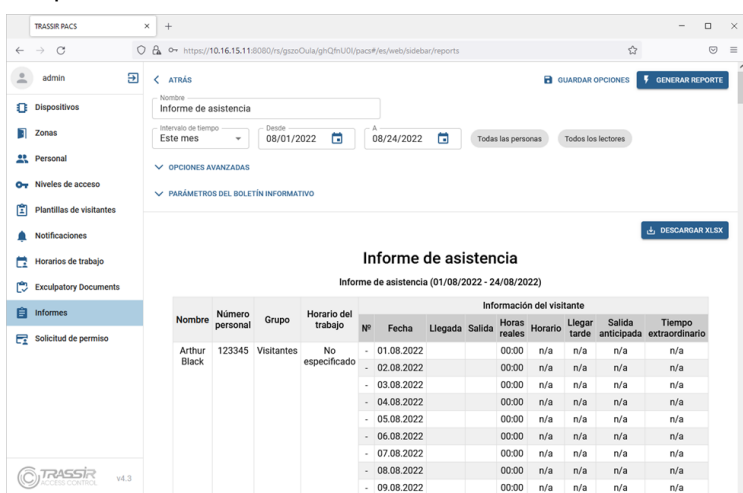 TRASSIR PACS
https://10.16.15.11:8080/rs/gszoOula/ghQfnU0I/pacs#/es/web/sidebar/reports
admin
Dispositivos
Zonas
Personal
Niveles de acceso
Plantillas de visitantes
Notificaciones
Horarios de trabajo
Exculpatory Documents
Informes
Solicitud de permiso
TRASSIR
ACCESS CONTROL
v4.3
ATRÁS
GUARDAR OPCIONES
GENERAR REPORTE
Nombre
Informe de asistencia
Intervalo de tiempo
Este mes
Desde
08/01/2022
A
08/24/2022
Todas las personas
Todos los lectores
OPCIONES AVANZADAS
PARÁMETROS DEL BOLETÍN INFORMATIVO
DESCARGAR XLSX
Informe de asistencia
Informe de asistencia (01/08/2022 - 24/08/2022)
Nombre Número personal Grupo Horario del trabajo Información del visitante
Nº Fecha Llegada Salida Horas reales Horario Llegar tarde Salida anticipada Tiempo extraordinario
Arthur Black 123345 Visitantes No especificado
- 01.08.2022 00:00 n/a n/a n/a n/a
- 02.08.2022 00:00 n/a n/a n/a n/a
- 03.08.2022 00:00 n/a n/a n/a n/a
- 04.08.2022 00:00 n/a n/a n/a n/a
- 05.08.2022 00:00 n/a n/a n/a n/a
- 06.08.2022 00:00 n/a n/a n/a n/a
- 07.08.2022 00:00 n/a n/a n/a n/a
- 08.08.2022 00:00 n/a n/a n/a n/a
- 09.08.2022 00:00 n/a n/a n/a n/a